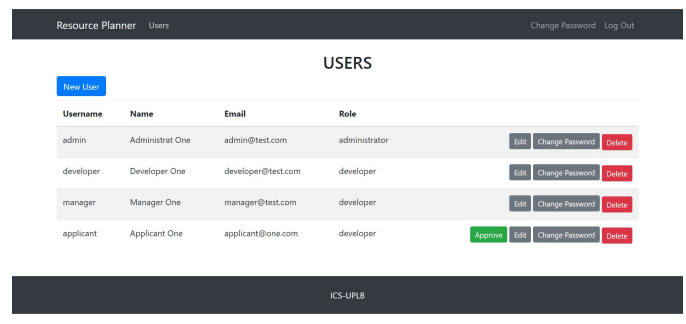 Resource Planner Users Change Password Log Out
USERS
New User
Username Name Email Role
admin Administrat One admin@test.com administrator Edit Change Password Delete
developer Developer One developer@test.com developer Edit Change Password Delete
manager Manager One manager@test.com developer Edit Change Password Delete
applicant Applicant One applicant@one.com developer Approve Edit Change Password Delete
ICS-UPLB